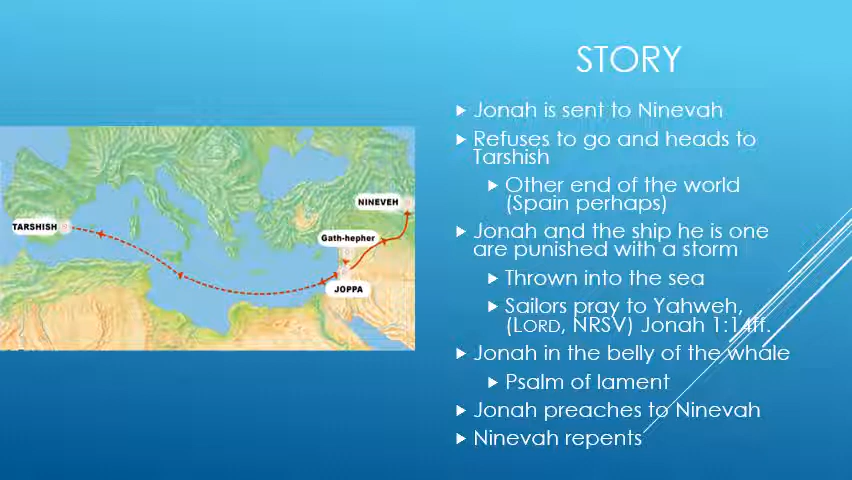 STORY
Jonah is sent to Ninevah
Refuses to go and heads to
Tarshish
Other end of the world
(Spain perhaps)
Jonah and the ship he is one
are punished with a storm
Thrown into the sea
Sailors pray to Yahweh,
(LORD, NRSV) Jonah 1:14ff.
Jonah in the belly of the whale
Psalm of lament
Jonah preaches to Ninevah
Ninevah repents
NINEVEH
TARSHISH
Gath-hepher
JOPPA